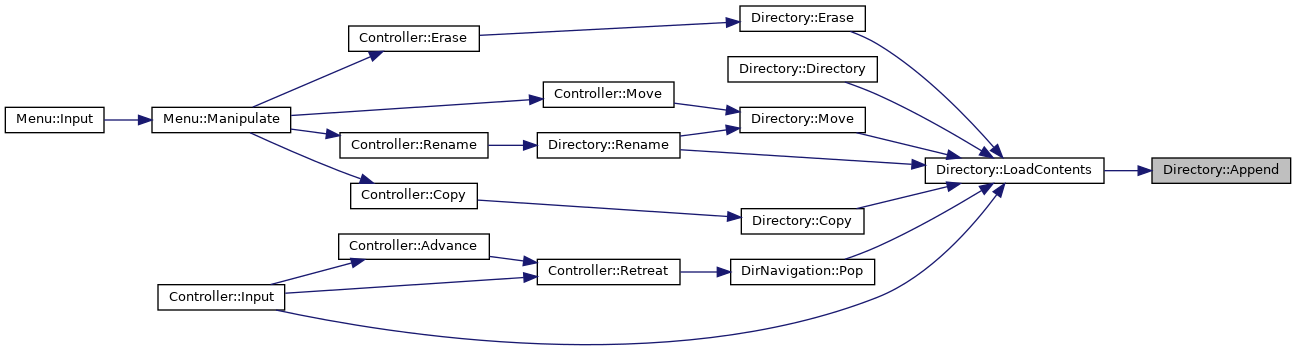 Directory::Erase
Controller::Erase
Directory::Directory
Controller::Move
Menu::Input
Menu::Manipulate
Directory::Move
Controller::Rename
Directory::Rename
Directory::LoadContents
Directory::Append
Controller::Copy
Directory::Copy
Controller::Advance
Controller::Retreat
DirNavigation::Pop
Controller::Input